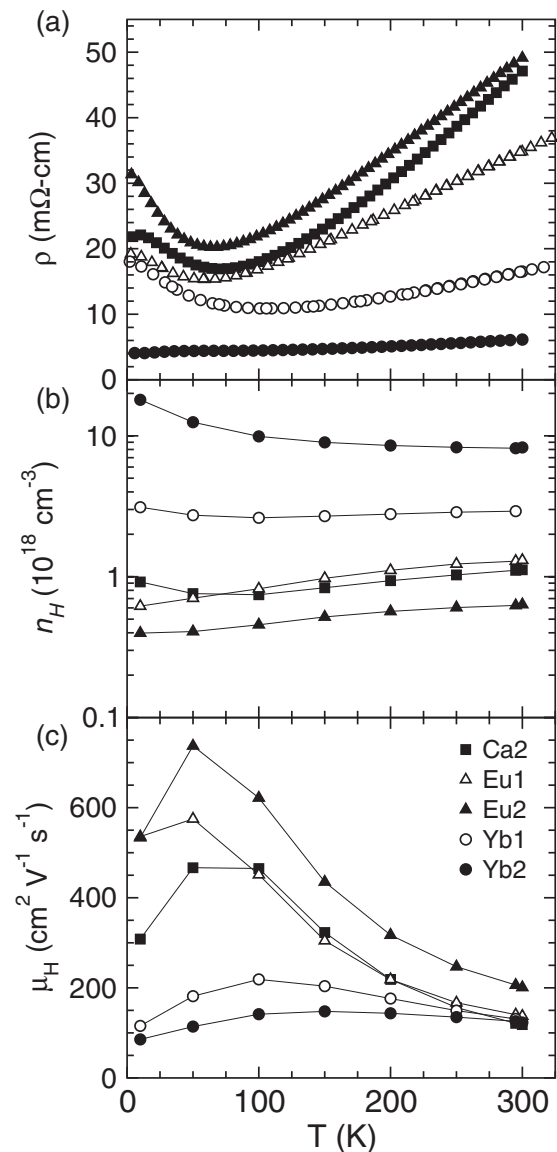 (a)
50
40
30
20
10
0
ρ (mΩ-cm)
(b)
10
1
0.1
n_H (10^18 cm^-3)
(c)
600
400
200
0
μ_H (cm^2 V^-1 s^-1)
Ca2
Eu1
Eu2
Yb1
Yb2
0 100 200 300
T (K)